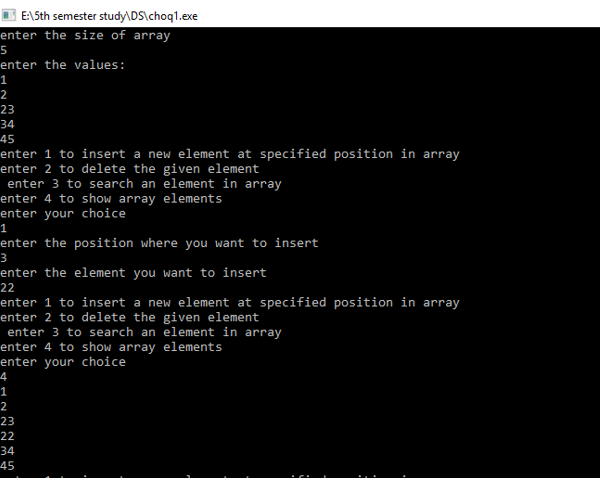 E:\5th semester study\DS\choq1.exe
enter the size of array
5
enter the values:
1
2
23
34
45
enter 1 to insert a new element at specified position in array
enter 2 to delete the given element
 enter 3 to search an element in array
enter 4 to show array elements
enter your choice
1
enter the position where you want to insert
3
enter the element you want to insert
22
enter 1 to insert a new element at specified position in array
enter 2 to delete the given element
 enter 3 to search an element in array
enter 4 to show array elements
enter your choice
4
1
2
23
22
34
45